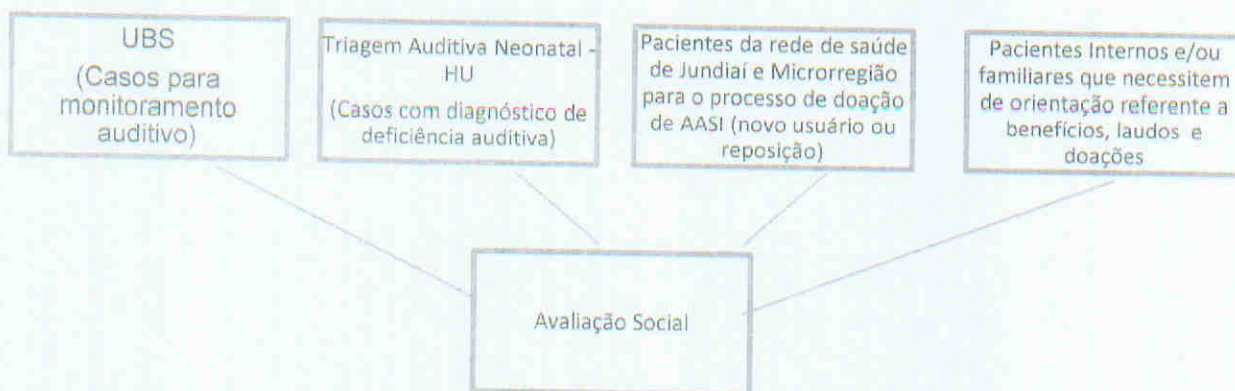 UBS
(Casos para
monitoramento
auditivo)
Triagem Auditiva Neonatal -
HU
(Casos com diagnóstico de
deficiência auditiva)
Pacientes da rede de saúde
de Jundiaí e Microrregião
para o processo de doação
de AASI (novo usuário ou
reposição)
Pacientes Internos e/ou
familiares que necessitem
de orientação referente a
benefícios, laudos e
doações
Avaliação Social